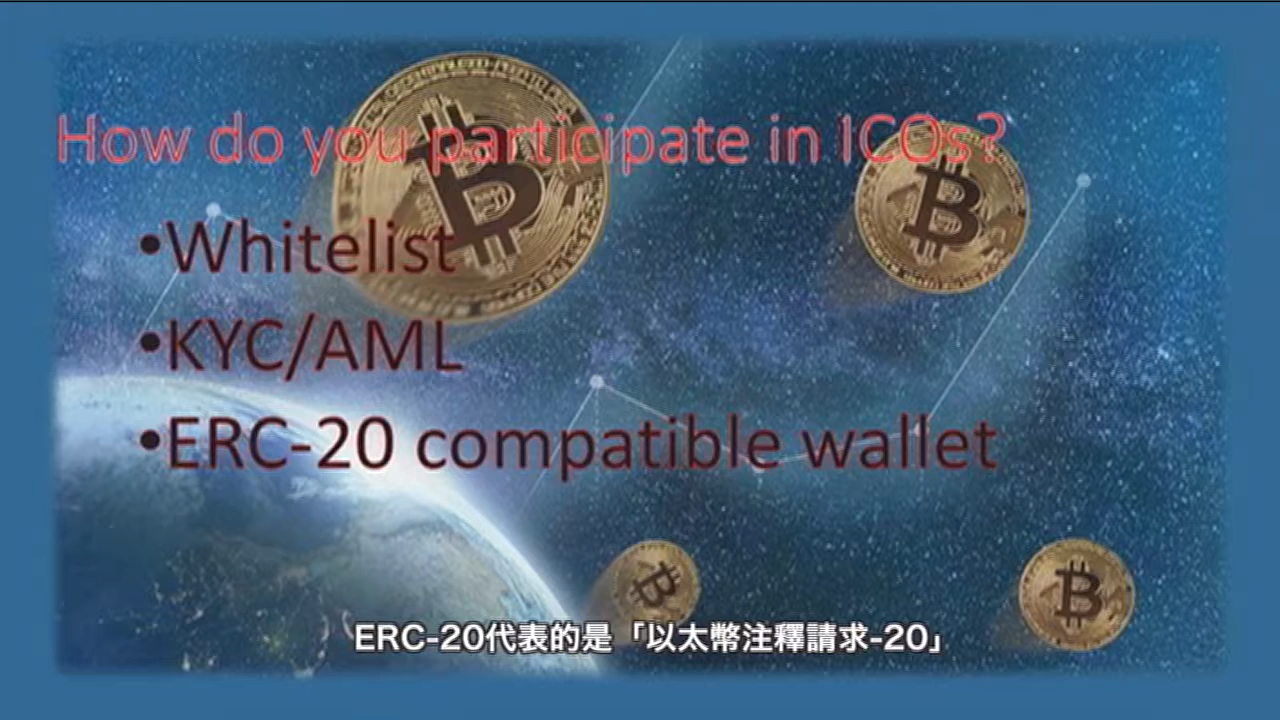 How do you participate in ICOs?
•Whitelist
•KYC/AML
•ERC-20 compatible wallet
ERC-20代表的是「以太幣注釋請求-20」